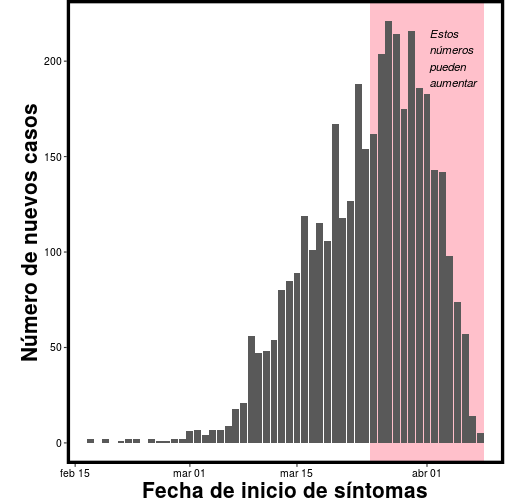 Estos
números
pueden
aumentar
200
150
100
50
0
Número de nuevos casos
feb 15 mar 01 mar 15 abr 01
Fecha de inicio de síntomas